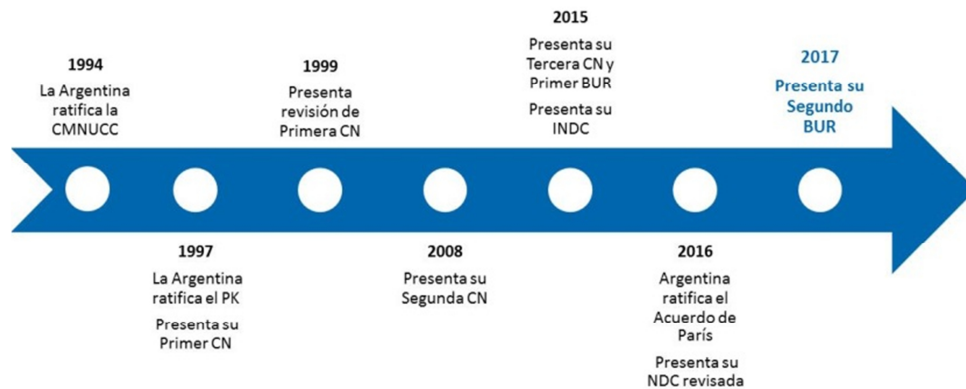 1994
La Argentina
ratifica la
CMNUCC
1997
La Argentina
ratifica el PK
Presenta su
Primer CN
1999
Presenta
revisión de
Primera CN
2008
Presenta su
Segunda CN
2015
Presenta su
Tercera CN y
Primer BUR
Presenta su
INDC
2016
Argentina
ratifica el
Acuerdo de
París
Presenta su
NDC revisada
2017
Presenta su
Segundo
BUR